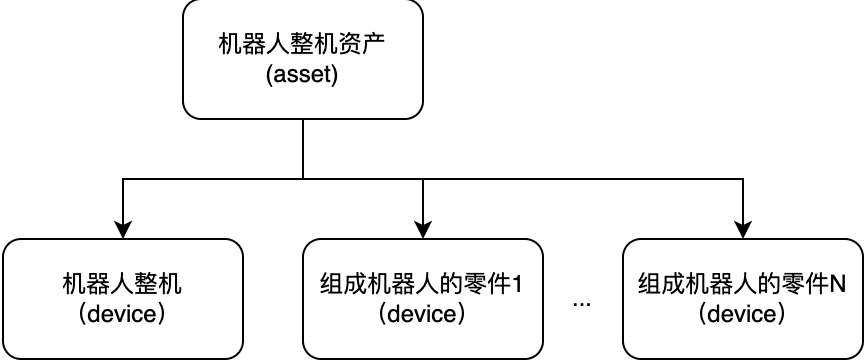 机器人整机资产
(asset)
机器人整机
（device）
组成机器人的零件1
（device）
...
组成机器人的零件N
（device）